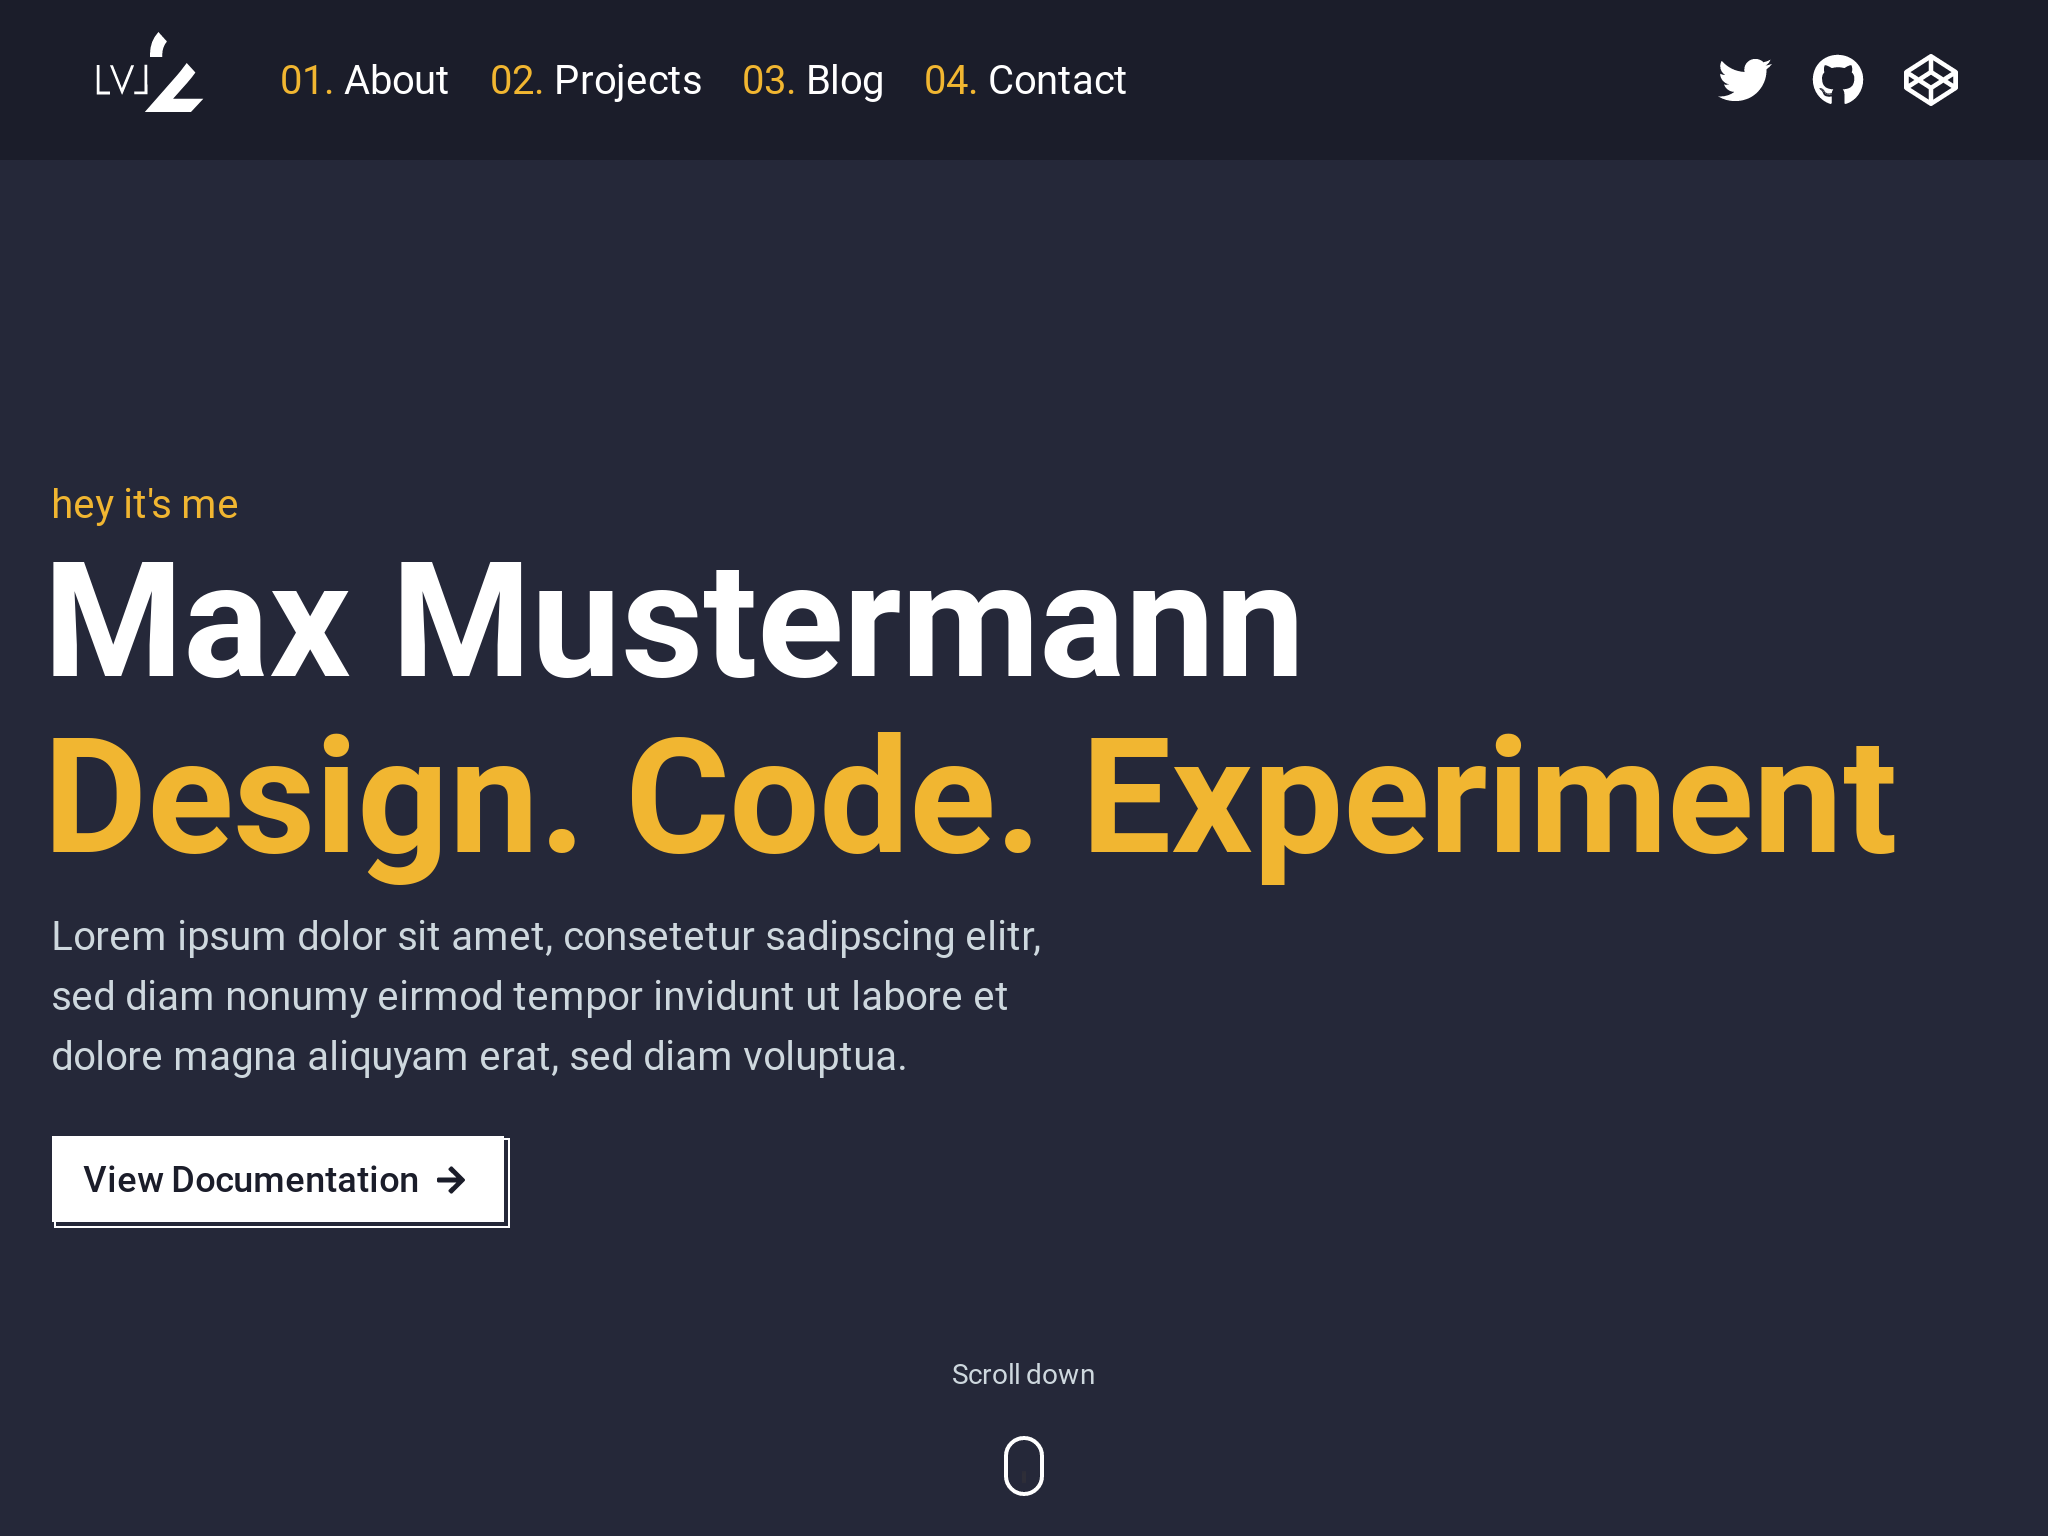 LVL
01. About 02. Projects 03. Blog 04. Contact
hey it's me
Max Mustermann
Design. Code. Experiment
Lorem ipsum dolor sit amet, consetetur sadipscing elitr,
sed diam nonumy eirmod tempor invidunt ut labore et
dolore magna aliquyam erat, sed diam voluptua.
View Documentation
Scroll down